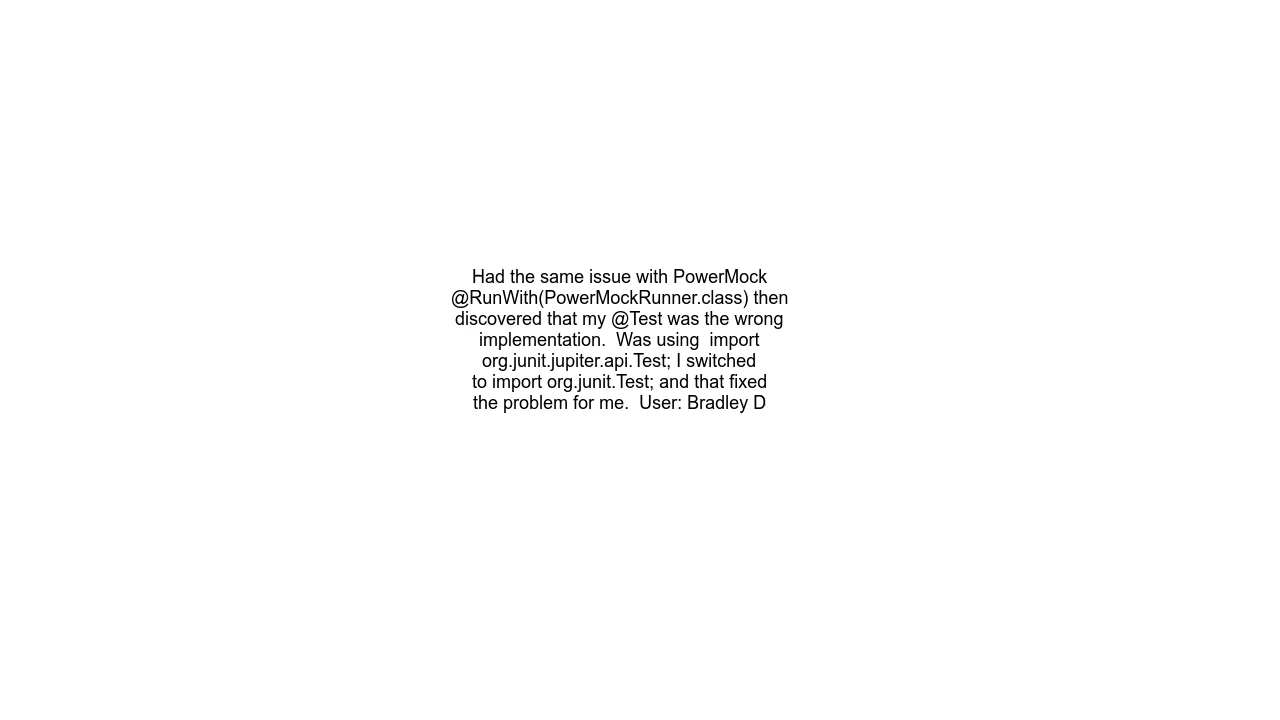 Had the same issue with PowerMock
@RunWith(PowerMockRunner.class) then
discovered that my @Test was the wrong
implementation.  Was using  import
org.junit.jupiter.api.Test; I switched
to import org.junit.Test; and that fixed
the problem for me.  User: Bradley D